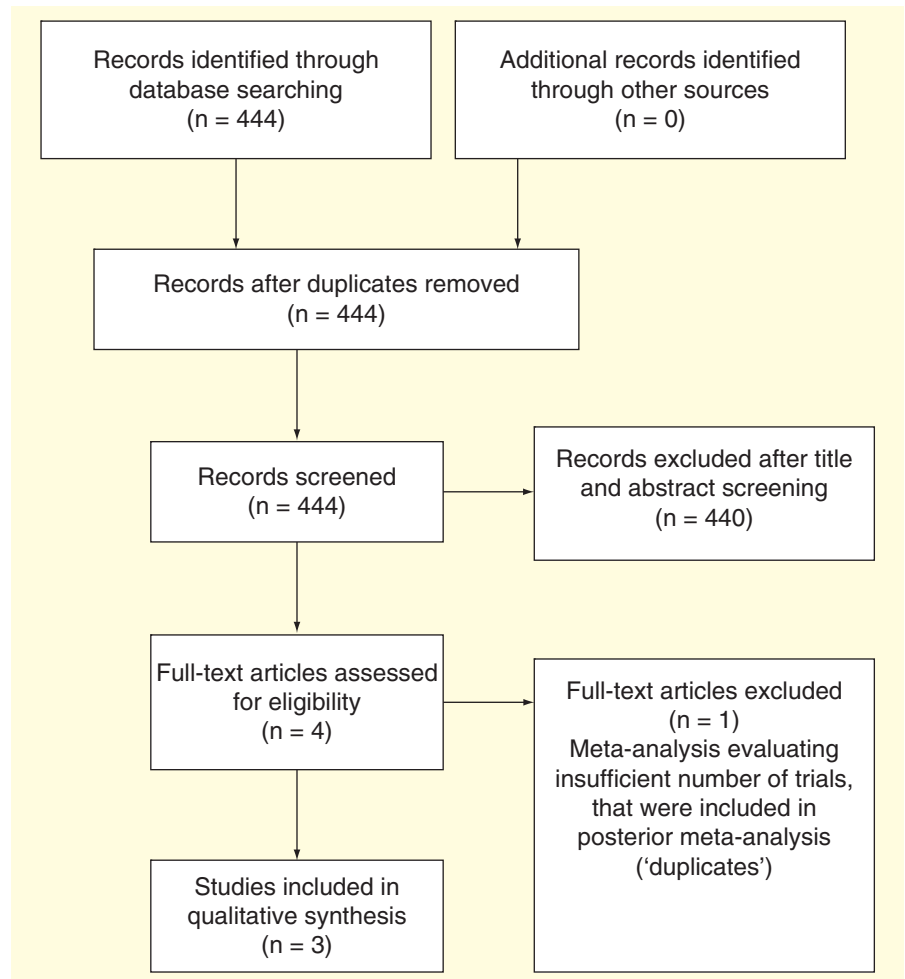 Records identified through
database searching
(n = 444)
Additional records identified
through other sources
(n = 0)
Records after duplicates removed
(n = 444)
Records screened
(n = 444)
Records excluded after title
and abstract screening
(n = 440)
Full-text articles assessed
for eligibility
(n = 4)
Full-text articles excluded
(n = 1)
Meta-analysis evaluating
insufficient number of trials,
that were included in
posterior meta-analysis
('duplicates')
Studies included in
qualitative synthesis
(n = 3)